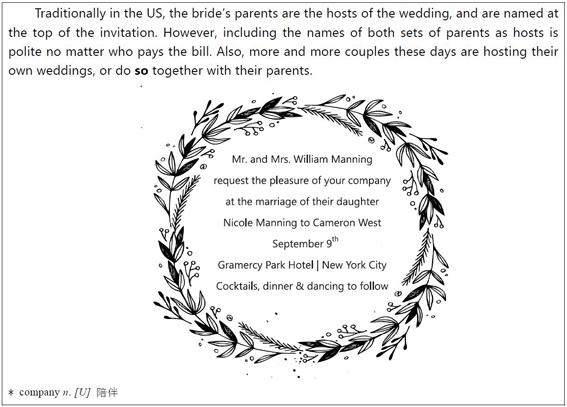 Traditionally in the US, the bride’s parents are the hosts of the wedding, and are named at
the top of the invitation. However, including the names of both sets of parents as hosts is
polite no matter who pays the bill. Also, more and more couples these days are hosting their
own weddings, or do so together with their parents.
Mr. and Mrs. William Manning
request the pleasure of your company
at the marriage of their daughter
Nicole Manning to Cameron West
September 9th
Gramercy Park Hotel | New York City
Cocktails, dinner & dancing to follow
* company n. [U] 陪伴